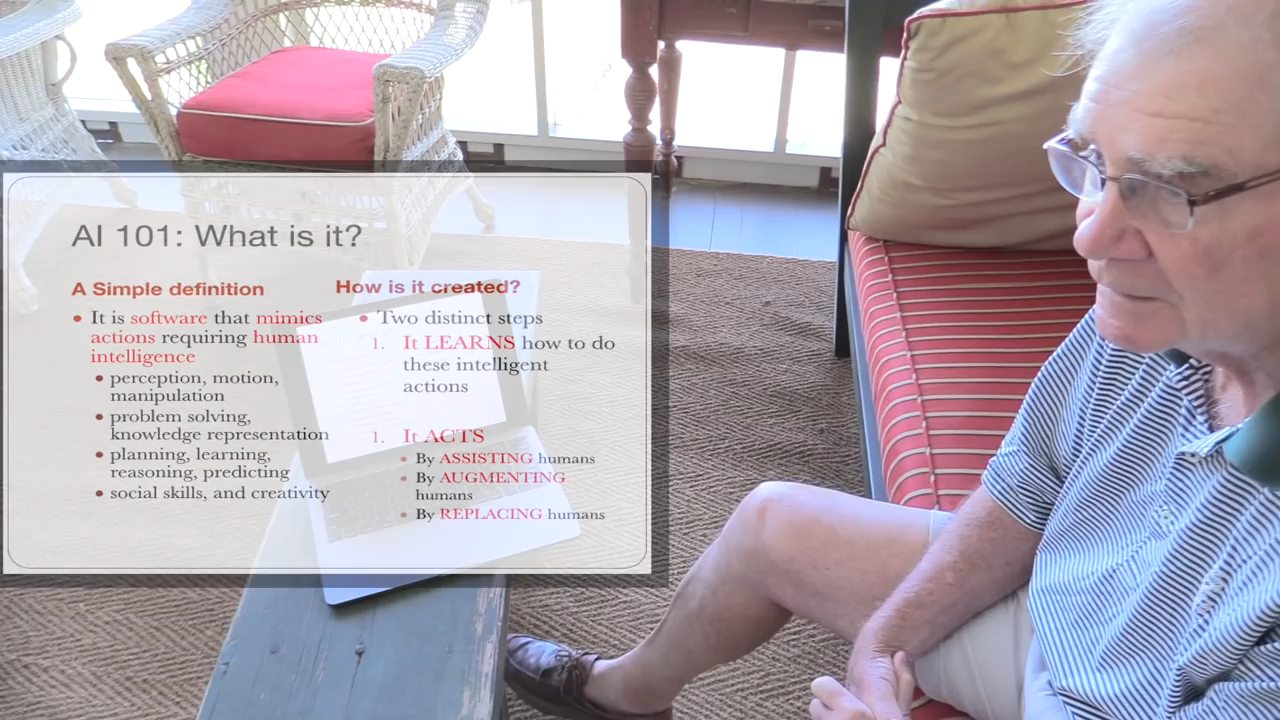 AI 101: What is it?
A Simple definition
It is software that mimics
actions requiring human
intelligence
perception, motion,
manipulation
problem solving,
knowledge representation
planning, learning,
reasoning, predicting
social skills, and creativity
How is it created?
Two distinct steps
1. It LEARNS how to do
these intelligent
actions
1. It ACTS
By ASSISTING humans
By AUGMENTING
humans
By REPLACING humans